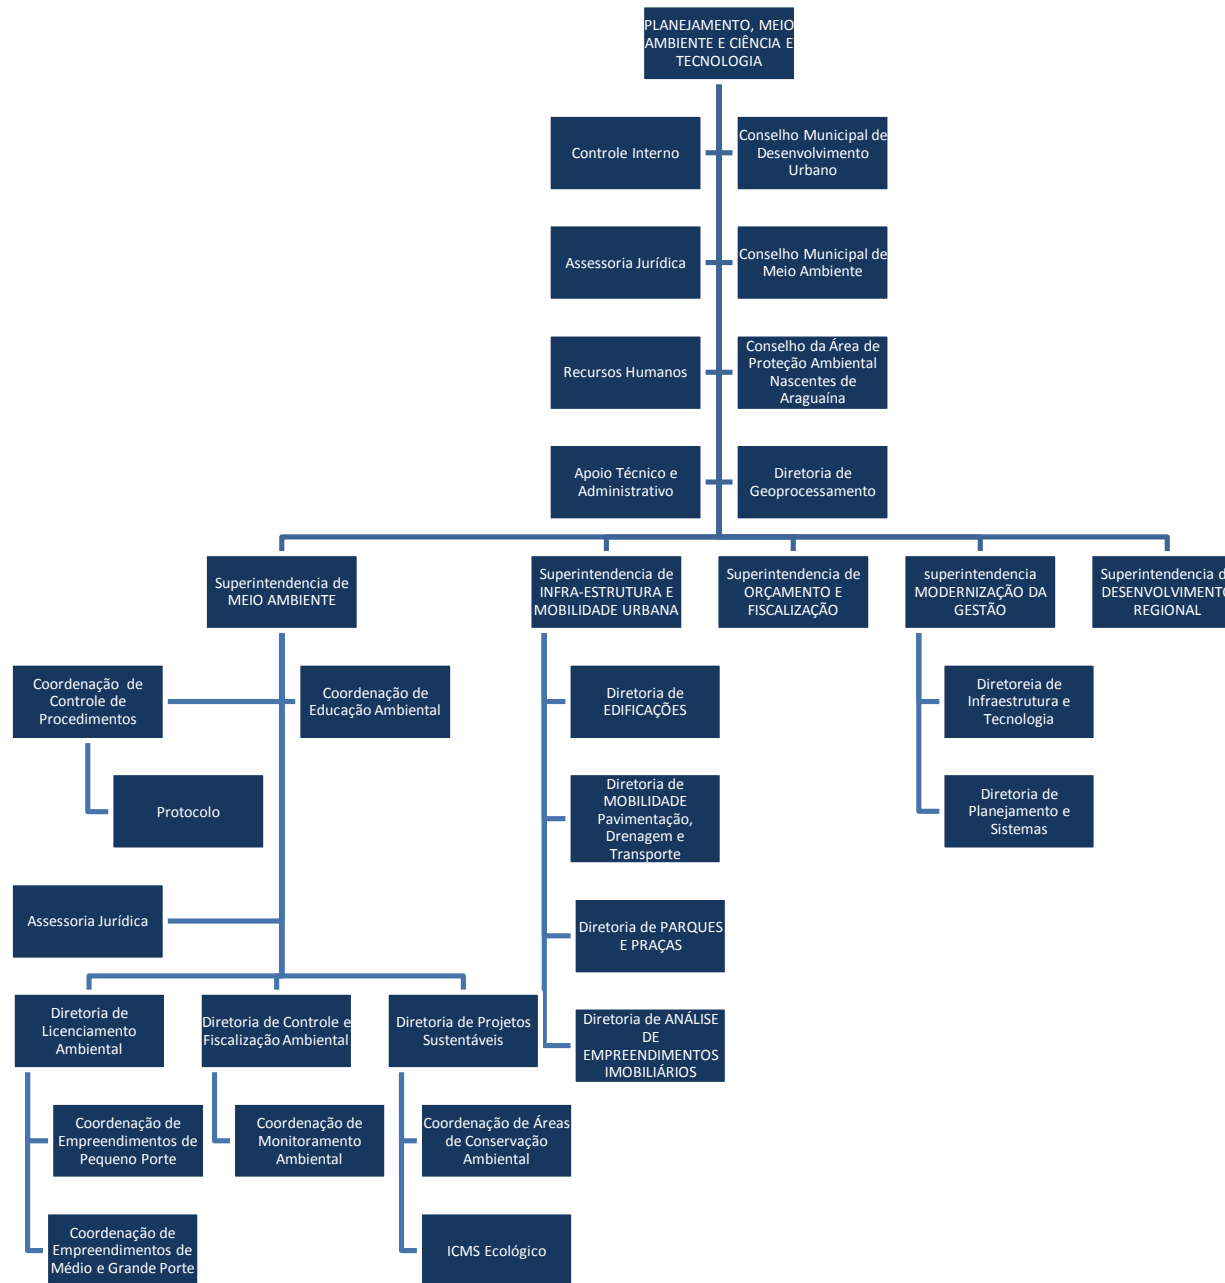 PLANEJAMENTO, MEIO
AMBIENTE E CIÊNCIA E
TECNOLOGIA
Controle Interno
Conselho Municipal de
Desenvolvimento
Urbano
Assessoria Jurídica
Conselho Municipal de
Meio Ambiente
Recursos Humanos
Conselho da Área de
Proteção Ambiental
Nascentes de
Araguaína
Apoio Técnico e
Administrativo
Diretoria de
Geoprocessamento
Superintendencia de
MEIO AMBIENTE
Superintendencia de
INFRA-ESTRUTURA E
MOBILIDADE URBANA
Superintendencia de
ORÇAMENTO E
FISCALIZAÇÃO
superintendencia
MODERNIZAÇÃO DA
GESTÃO
Superintendencia d
DESENVOLVIMENTO
REGIONAL
Coordenação de
Controle de
Procedimentos
Coordenação de
Educação Ambiental
Diretoria de
EDIFICAÇÕES
Diretoreia de
Infraestrutura e
Tecnologia
Protocolo
Diretoria de
MOBILIDADE
Pavimentação,
Drenagem e
Transporte
Diretoria de
Planejamento e
Sistemas
Assessoria Jurídica
Diretoria de PARQUES
E PRAÇAS
Diretoria de
Licenciamento
Ambiental
Diretoria de Controle e
Fiscalização Ambiental
Diretoria de Projetos
Sustentáveis
Diretoria de ANÁLISE
DE
EMPREENDIMENTOS
IMOBILIÁRIOS
Coordenação de
Empreendimentos de
Pequeno Porte
Coordenação de
Monitoramento
Ambiental
Coordenação de Áreas
de Conservação
Ambiental
Coordenação de
Empreendimentos de
Médio e Grande Porte
ICMS Ecológico